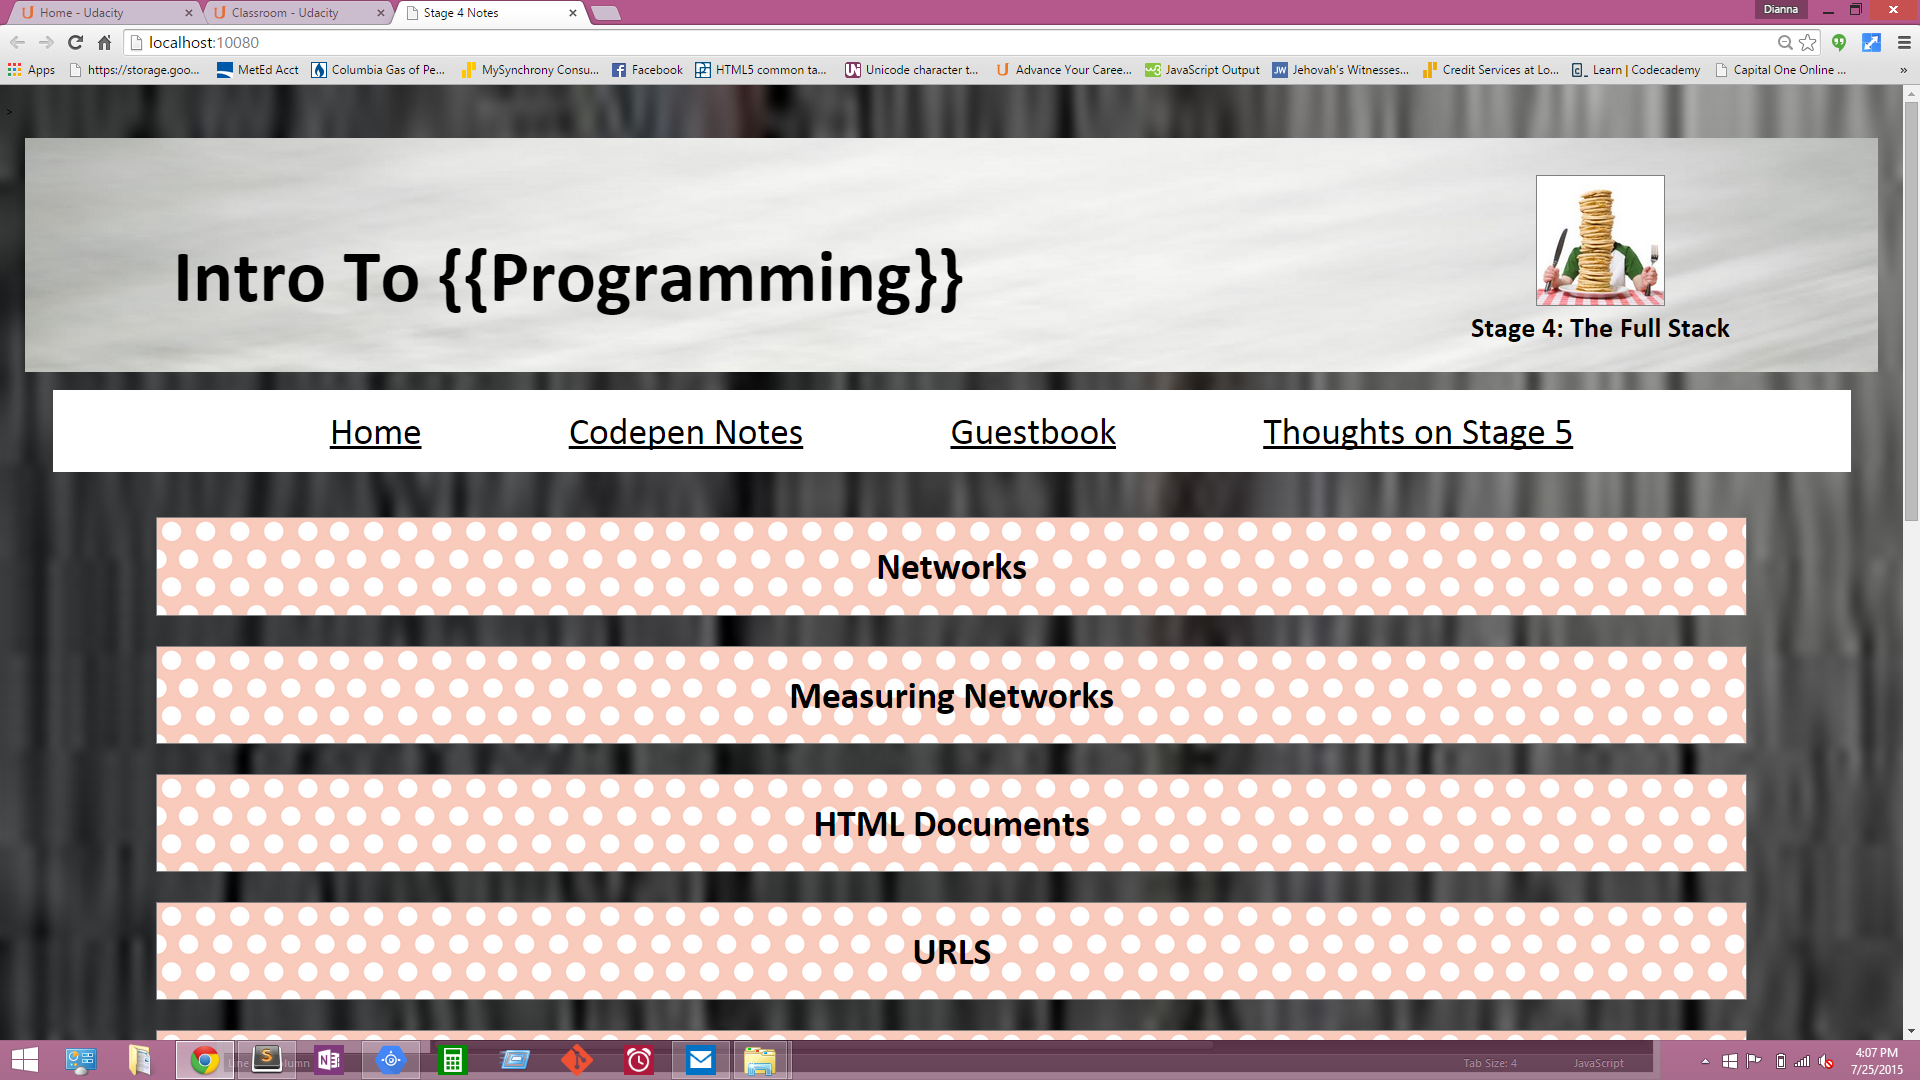 Home - Udacity
Classroom - Udacity
Stage 4 Notes
Dianna
localhost:10080
Apps
https://storage.goo...
MetEd Acct
Columbia Gas of Pe...
MySynchrony Consu...
Facebook
HTML5 common ta...
Unicode character t...
Advance Your Caree...
JavaScript Output
Jehovah's Witnesses...
Credit Services at Lo...
Learn | Codecademy
Capital One Online ...
»
>
Intro To {{Programming}}
Stage 4: The Full Stack
Home
Codepen Notes
Guestbook
Thoughts on Stage 5
Networks
Measuring Networks
HTML Documents
URLS
Tab Size: 4
JavaScript
4:07 PM
7/25/2015